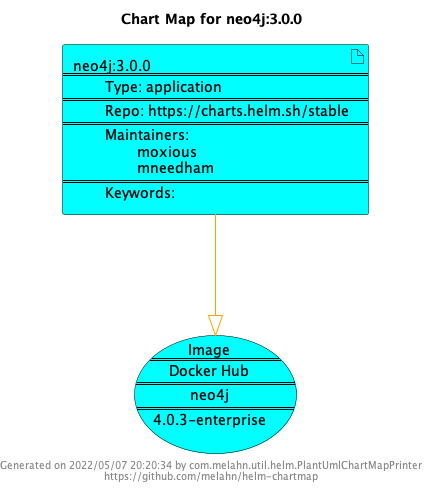 Chart Map for neo4j:3.0.0
neo4j:3.0.0
Type: application
Repo: https://charts.helm.sh/stable
Maintainers:
moxious
mneedham
Keywords:
Image
Docker Hub
neo4j
4.0.3-enterprise
Generated on 2022/05/07 20:20:34 by com.melahn.util.helm.PlantUmlChartMapPrinter
https://github.com/melahn/helm-chartmap